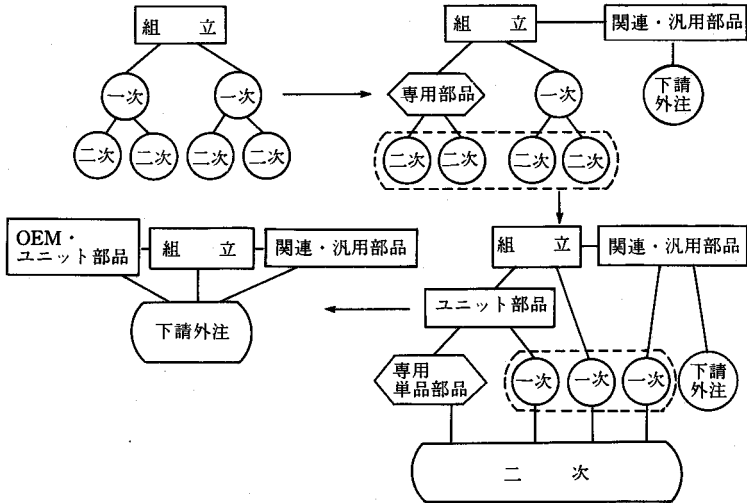 組 立
一次
一次
二次
二次
二次
二次
組 立
関連・汎用部品
専用部品
一次
下請
外注
二次
二次
二次
二次
組 立
関連・汎用部品
ユニット部品
専用
単品部品
一次
一次
一次
下請
外注
二 次
OEM・
ユニット部品
組 立
関連・汎用部品
下請外注